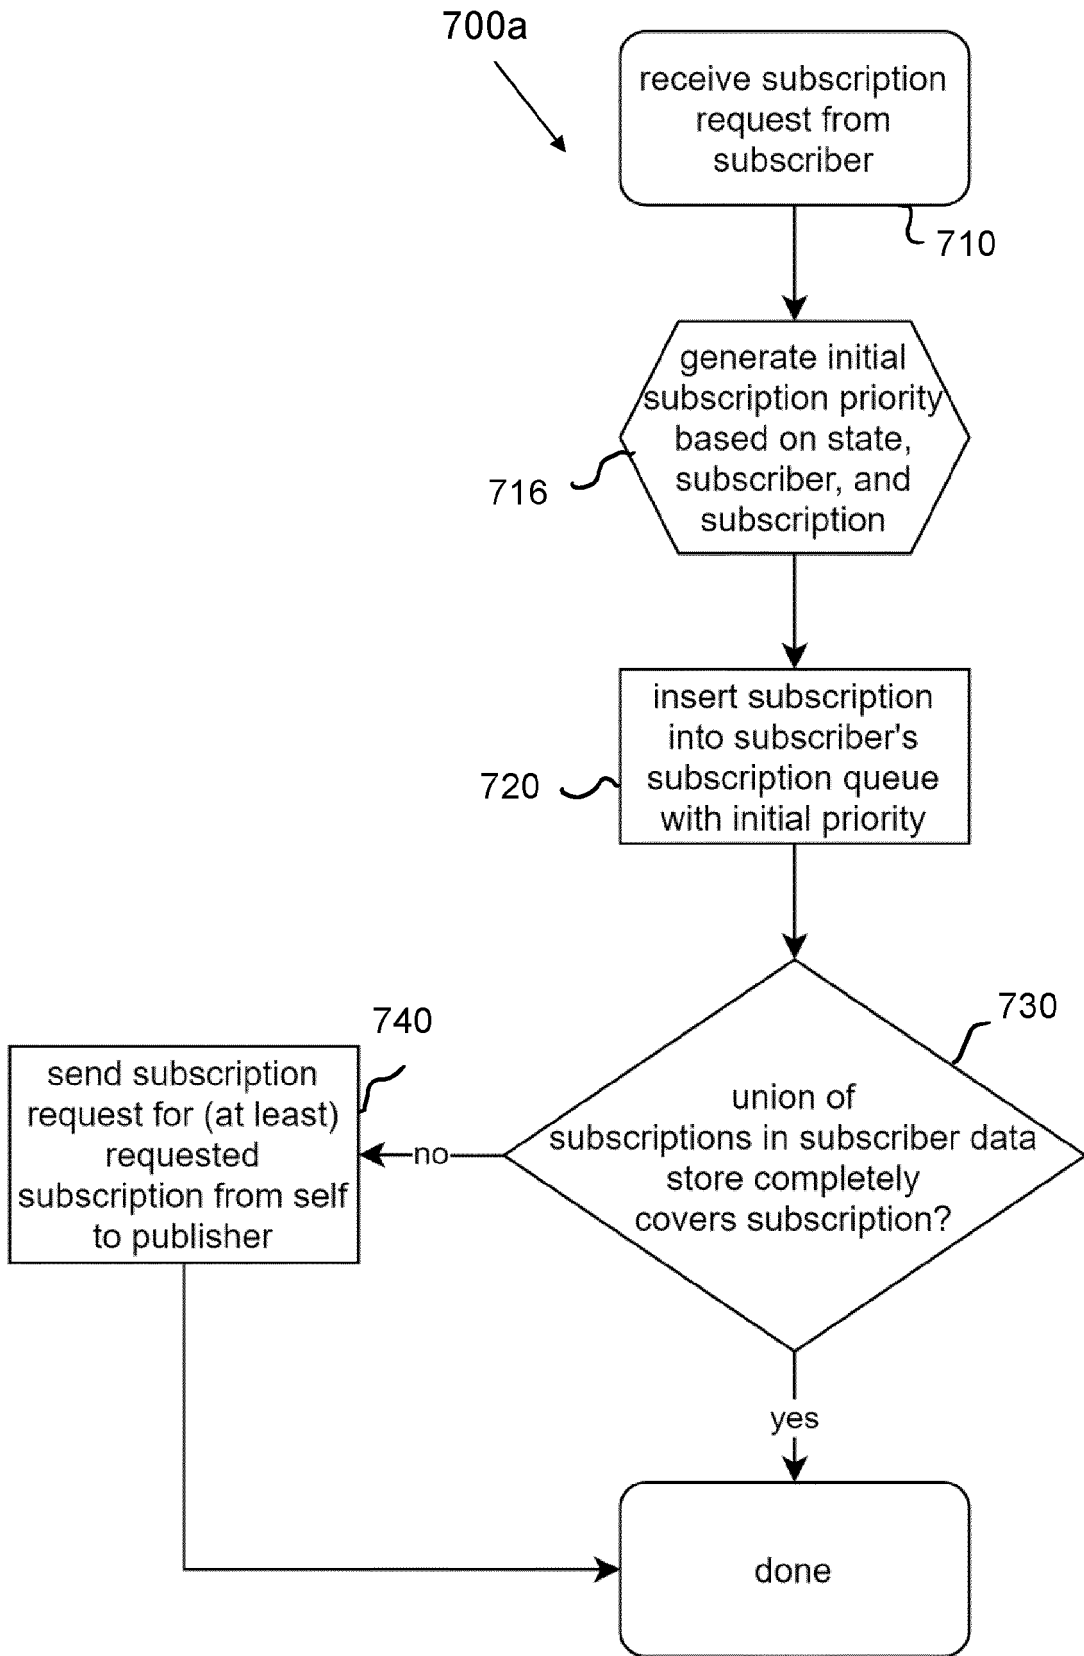 700a
receive subscription
request from
subscriber
710
generate initial
subscription priority
based on state,
subscriber, and
subscription
716
insert subscription
into subscriber's
subscription queue
with initial priority
720
730
union of
subscriptions in subscriber data
store completely
covers subscription?
no
740
send subscription
request for (at least)
requested
subscription from self
to publisher
yes
done